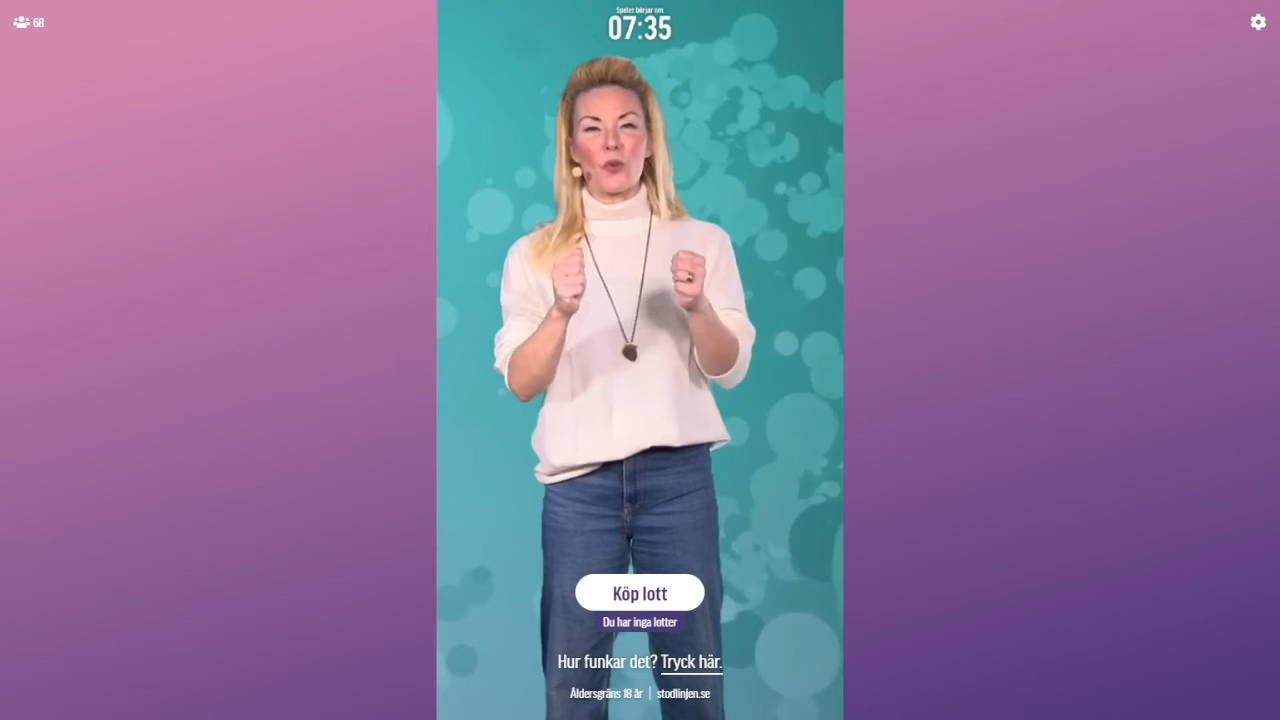 68
Spelet börjar om
07:35
Köp lott
Du har inga lotter
Hur funkar det? Tryck här.
Åldersgräns 18 år | stodlinjen.se